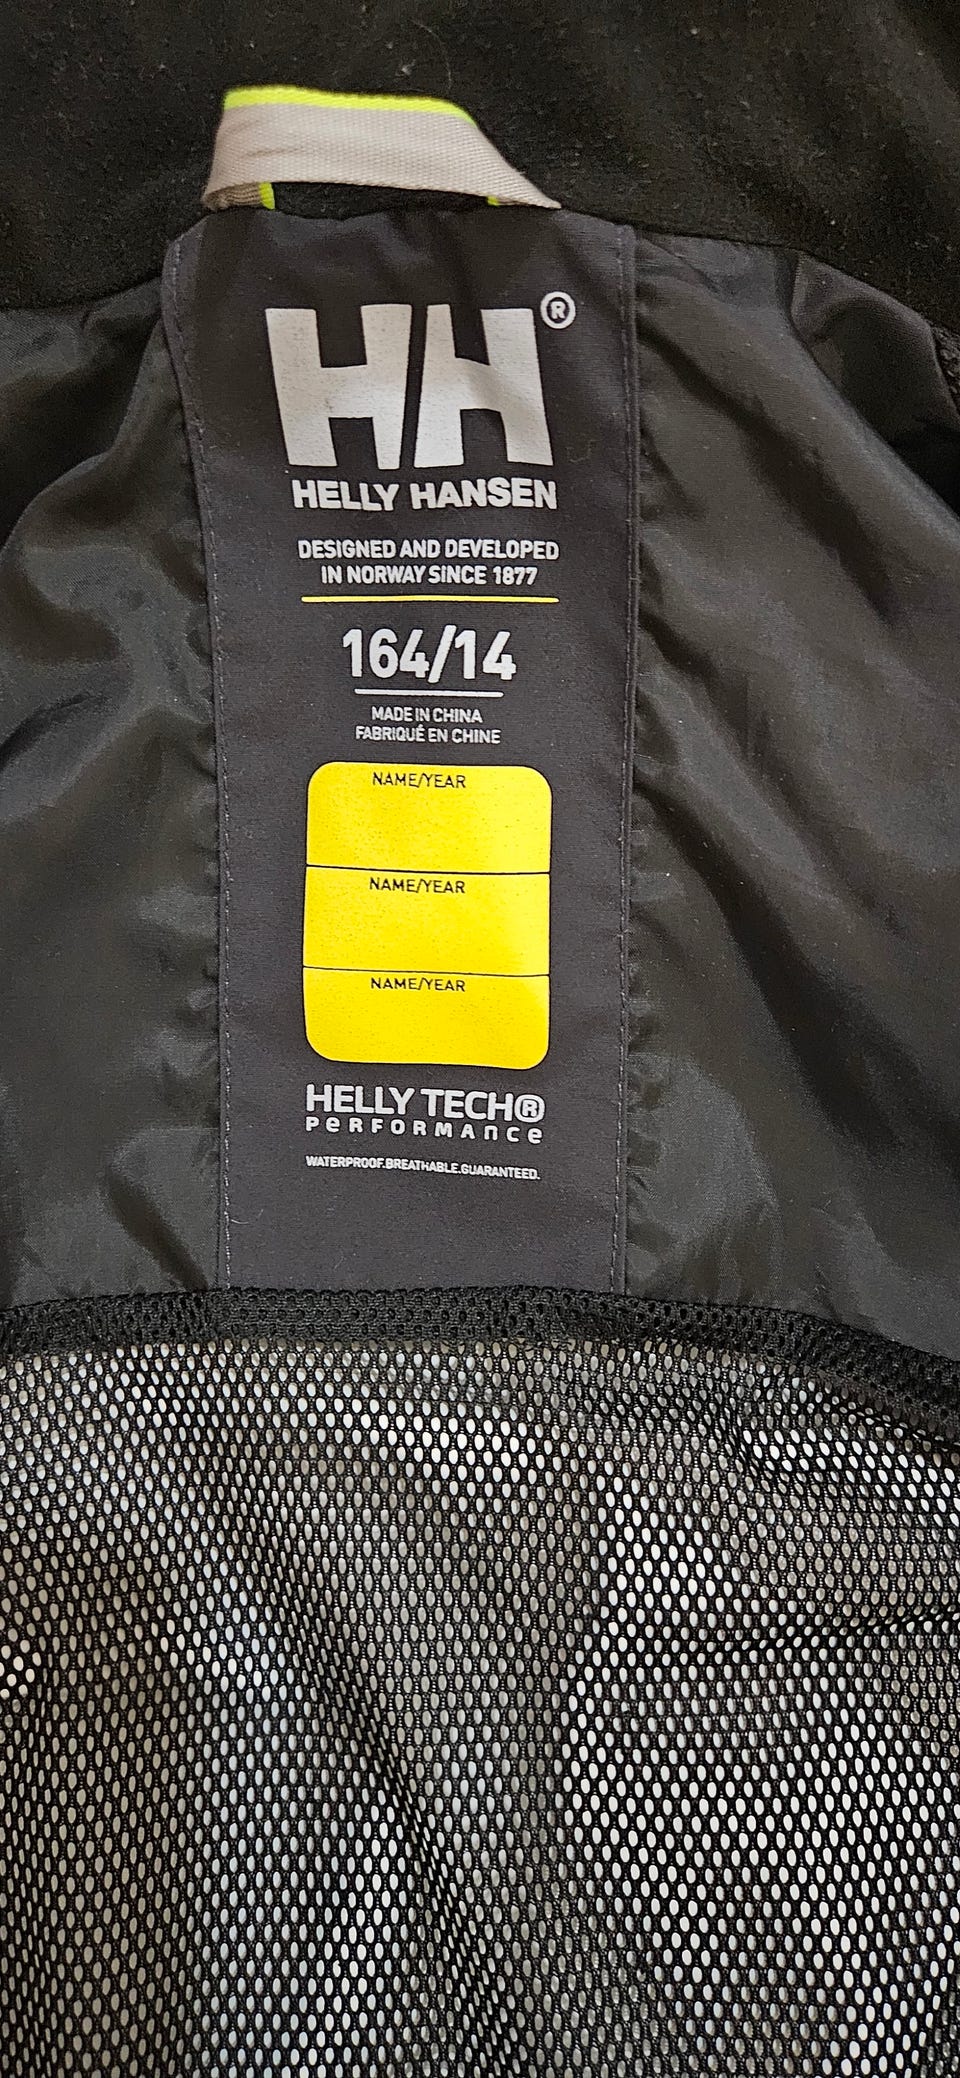 HH®
HELLY HANSEN
DESIGNED AND DEVELOPED
IN NORWAY SINCE 1877
164/14
MADE IN CHINA
FABRIQUÉ EN CHINE
NAME/YEAR
NAME/YEAR
NAME/YEAR
HELLY TECH®
PERFORMANCE
WATERPROOF.BREATHABLE.GUARANTEED.